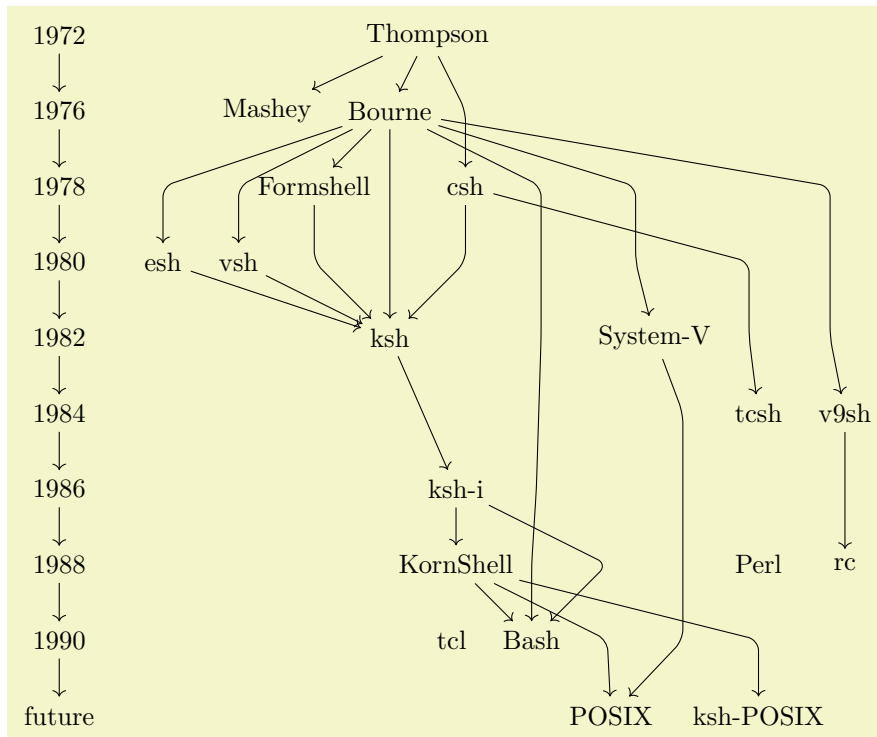 1972 Thompson
1976 Mashey Bourne
1978 Formshell csh
1980 esh vsh
1982 ksh System-V
1984 tcsh v9sh
1986 ksh-i
1988 KornShell Perl rc
1990 tcl Bash
future POSIX ksh-POSIX